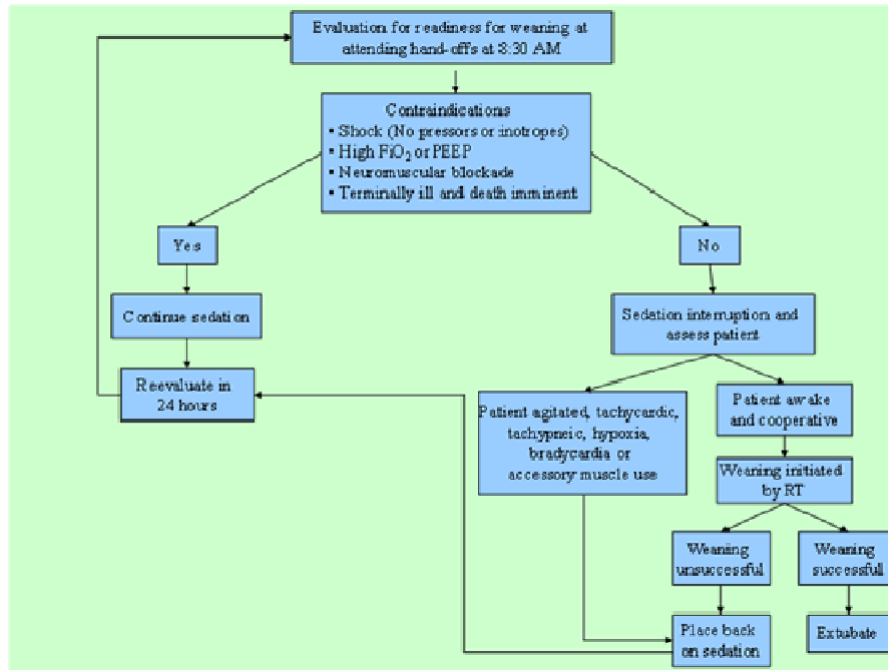 Evaluation for readiness for weaning at
attending hand-offs at 8:30 AM
Contraindications
▪ Shock (No pressors or inotropes)
▪ High FiO₂ or PEEP
▪ Neuromuscular blockade
▪ Terminally ill and death imminent
Yes
No
Continue sedation
Sedation interruption and
assess patient
Reevaluate in
24 hours
Patient agitated, tachycardic,
tachypneic, hypoxia,
bradycardia or
accessory muscle use
Patient awake
and cooperative
Weaning initiated
by RT
Weaning
unsuccessful
Weaning
successful
Place back
on sedation
Extubate